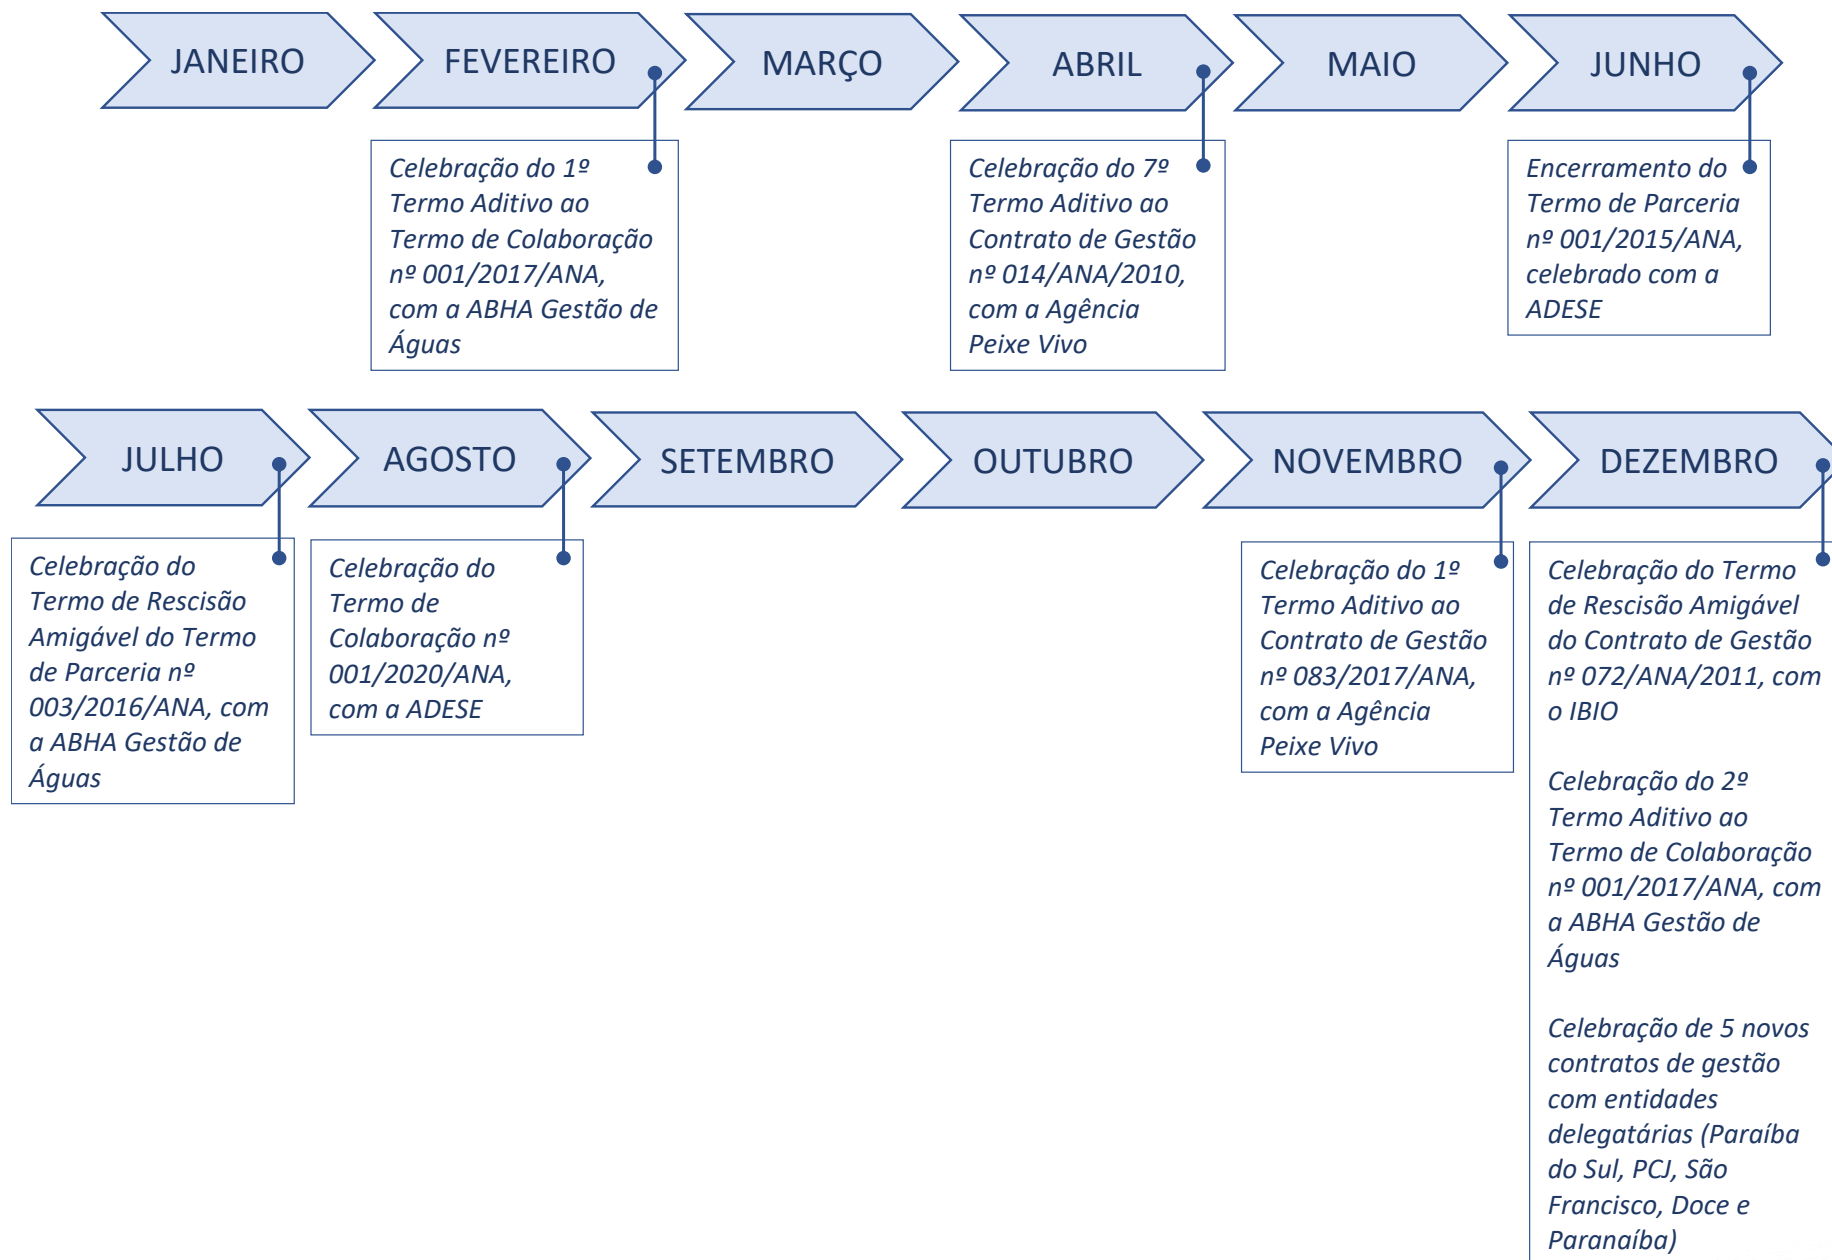 JANEIRO
FEVEREIRO
MARÇO
ABRIL
MAIO
JUNHO
Celebração do 1º
Termo Aditivo ao
Termo de Colaboração
nº 001/2017/ANA,
com a ABHA Gestão de
Águas
Celebração do 7º
Termo Aditivo ao
Contrato de Gestão
nº 014/ANA/2010,
com a Agência
Peixe Vivo
Encerramento do
Termo de Parceria
nº 001/2015/ANA,
celebrado com a
ADESE
JULHO
AGOSTO
SETEMBRO
OUTUBRO
NOVEMBRO
DEZEMBRO
Celebração do
Termo de Rescisão
Amigável do Termo
de Parceria nº
003/2016/ANA, com
a ABHA Gestão de
Águas
Celebração do
Termo de
Colaboração nº
001/2020/ANA,
com a ADESE
Celebração do 1º
Termo Aditivo ao
Contrato de Gestão
nº 083/2017/ANA,
com a Agência
Peixe Vivo
Celebração do Termo
de Rescisão Amigável
do Contrato de Gestão
nº 072/ANA/2011, com
o IBIO
Celebração do 2º
Termo Aditivo ao
Termo de Colaboração
nº 001/2017/ANA, com
a ABHA Gestão de
Águas
Celebração de 5 novos
contratos de gestão
com entidades
delegatárias (Paraíba
do Sul, PCJ, São
Francisco, Doce e
Paranaíba)